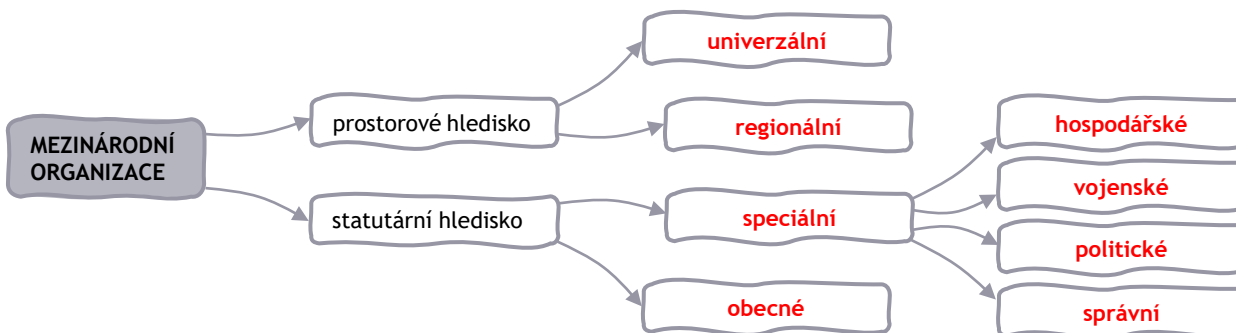 MEZINÁRODNÍ
ORGANIZACE
prostorové hledisko
univerzální
regionální
statutární hledisko
speciální
hospodářské
vojenské
politické
správní
obecné